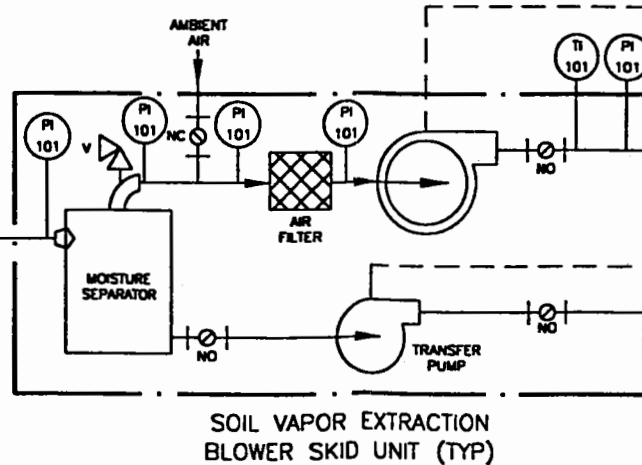 AMBIENT
AIR
TI
101
PI
101
PI
101
NC
PI
101
PI
101
PI
101
V
NO
AIR
FILTER
MOISTURE
SEPARATOR
NO
NO
TRANSFER
PUMP
SOIL VAPOR EXTRACTION
BLOWER SKID UNIT (TYP)